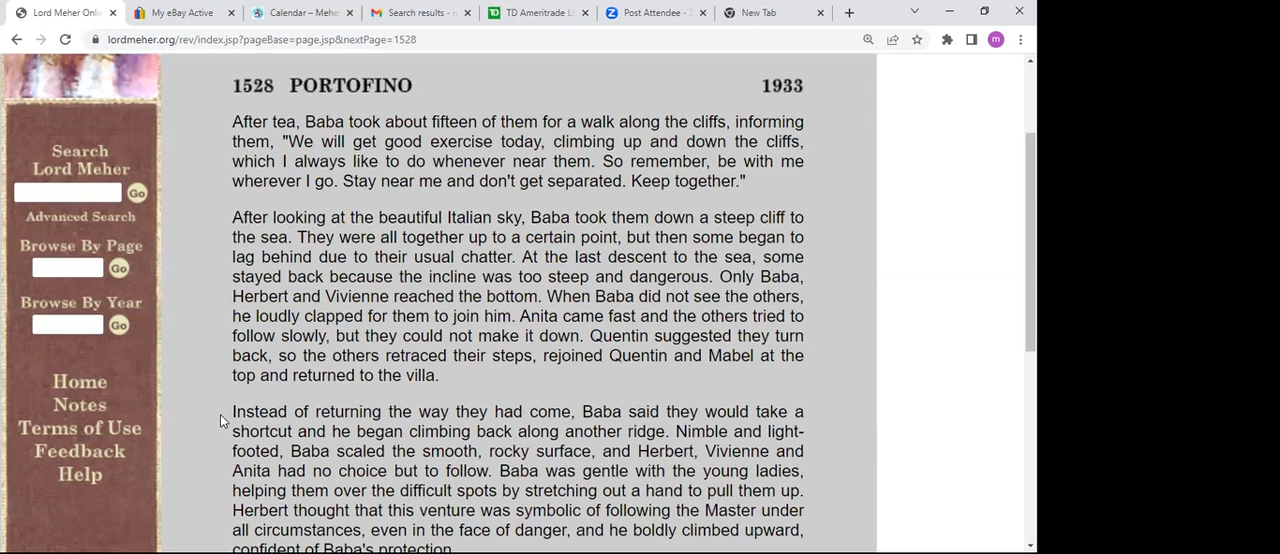 Lord Meher Onli
My eBay Active
Calendar – Mehe
Search results -
TD Ameritrade Lo
Post Attendee -
New Tab
lordmeher.org/rev/index.jsp?pageBase=page.jsp&nextPage=1528
m
Search
Lord Meher
Go
Advanced Search
Browse By Page
Go
Browse By Year
Go
Home
Notes
Terms of Use
Feedback
Help
1528 PORTOFINO 1933
After tea, Baba took about fifteen of them for a walk along the cliffs, informing
them, "We will get good exercise today, climbing up and down the cliffs,
which I always like to do whenever near them. So remember, be with me
wherever I go. Stay near me and don't get separated. Keep together."
After looking at the beautiful Italian sky, Baba took them down a steep cliff to
the sea. They were all together up to a certain point, but then some began to
lag behind due to their usual chatter. At the last descent to the sea, some
stayed back because the incline was too steep and dangerous. Only Baba,
Herbert and Vivienne reached the bottom. When Baba did not see the others,
he loudly clapped for them to join him. Anita came fast and the others tried to
follow slowly, but they could not make it down. Quentin suggested they turn
back, so the others retraced their steps, rejoined Quentin and Mabel at the
top and returned to the villa.
Instead of returning the way they had come, Baba said they would take a
shortcut and he began climbing back along another ridge. Nimble and light-
footed, Baba scaled the smooth, rocky surface, and Herbert, Vivienne and
Anita had no choice but to follow. Baba was gentle with the young ladies,
helping them over the difficult spots by stretching out a hand to pull them up.
Herbert thought that this venture was symbolic of following the Master under
all circumstances, even in the face of danger, and he boldly climbed upward,
confident of Baba's protection.